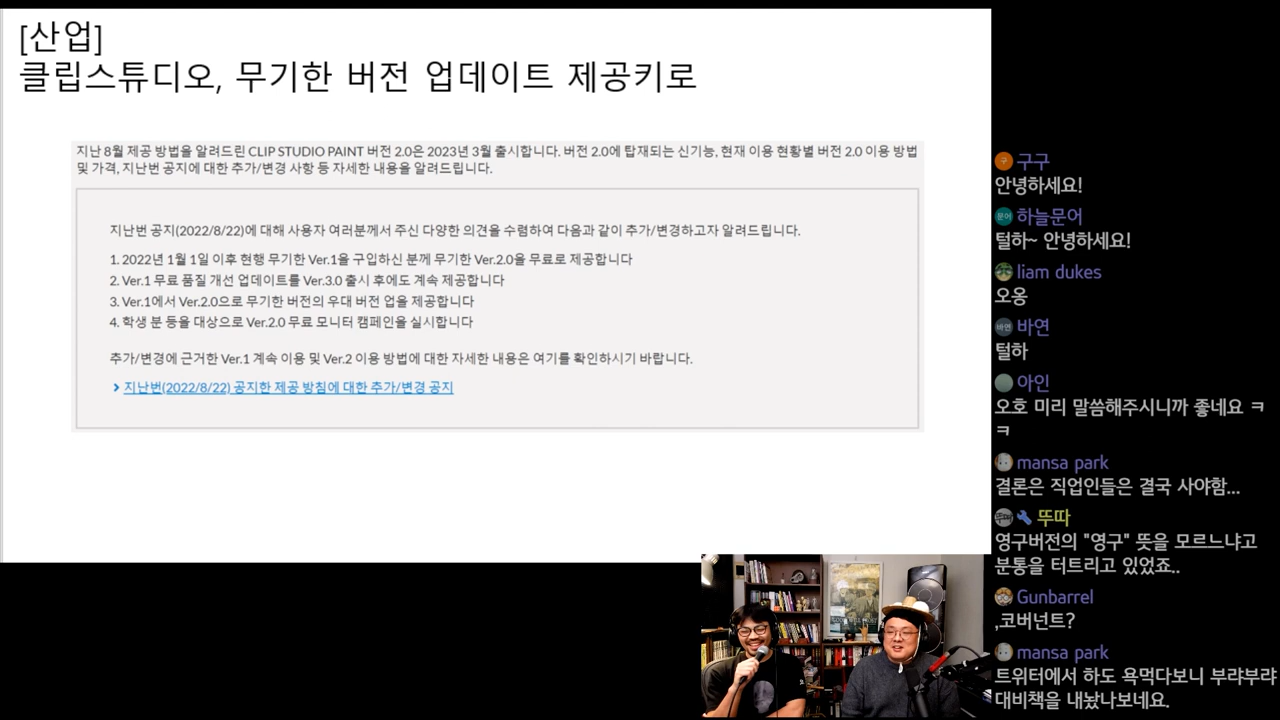 [산업]
클립스튜디오, 무기한 버전 업데이트 제공키로
지난 8월 제공 방법을 알려드린 CLIP STUDIO PAINT 버전 2.0은 2023년 3월 출시합니다. 버전 2.0에 탑재되는 신기능, 현재 이용 현황별 버전 2.0 이용 방법
및 가격, 지난번 공지에 대한 추가/변경 사항 등 자세한 내용을 알려드립니다.
지난번 공지(2022/8/22)에 대해 사용자 여러분께서 주신 다양한 의견을 수렴하여 다음과 같이 추가/변경하고자 알려드립니다.
1. 2022년 1월 1일 이후 현행 무기한 Ver.1을 구입하신 분께 무기한 Ver.2.0을 무료로 제공합니다
2. Ver.1 무료 품질 개선 업데이트를 Ver.3.0 출시 후에도 계속 제공합니다
3. Ver.1에서 Ver.2.0으로 무기한 버전의 우대 버전 업을 제공합니다
4. 학생 분 등을 대상으로 Ver.2.0 무료 모니터 캠페인을 실시합니다
추가/변경에 근거한 Ver.1 계속 이용 및 Ver.2 이용 방법에 대한 자세한 내용은 여기를 확인하시기 바랍니다.
> 지난번(2022/8/22) 공지한 제공 방침에 대한 추가/변경 공지
구 구구
안녕하세요!
문어 하늘문어
털하~ 안녕하세요!
liam dukes
오옹
바연 바연
털하
아인
오호 미리 말씀해주시니까 좋네요 ㅋ
ㅋ
mansa park
결론은 직업인들은 결국 사야함...
뚜따
영구버전의 "영구" 뜻을 모르느냐고
분통을 터트리고 있었죠..
Gunbarrel
,코버넌트?
mansa park
트위터에서 하도 욕먹다보니 부랴부랴
대비책을 내놨나보네요.